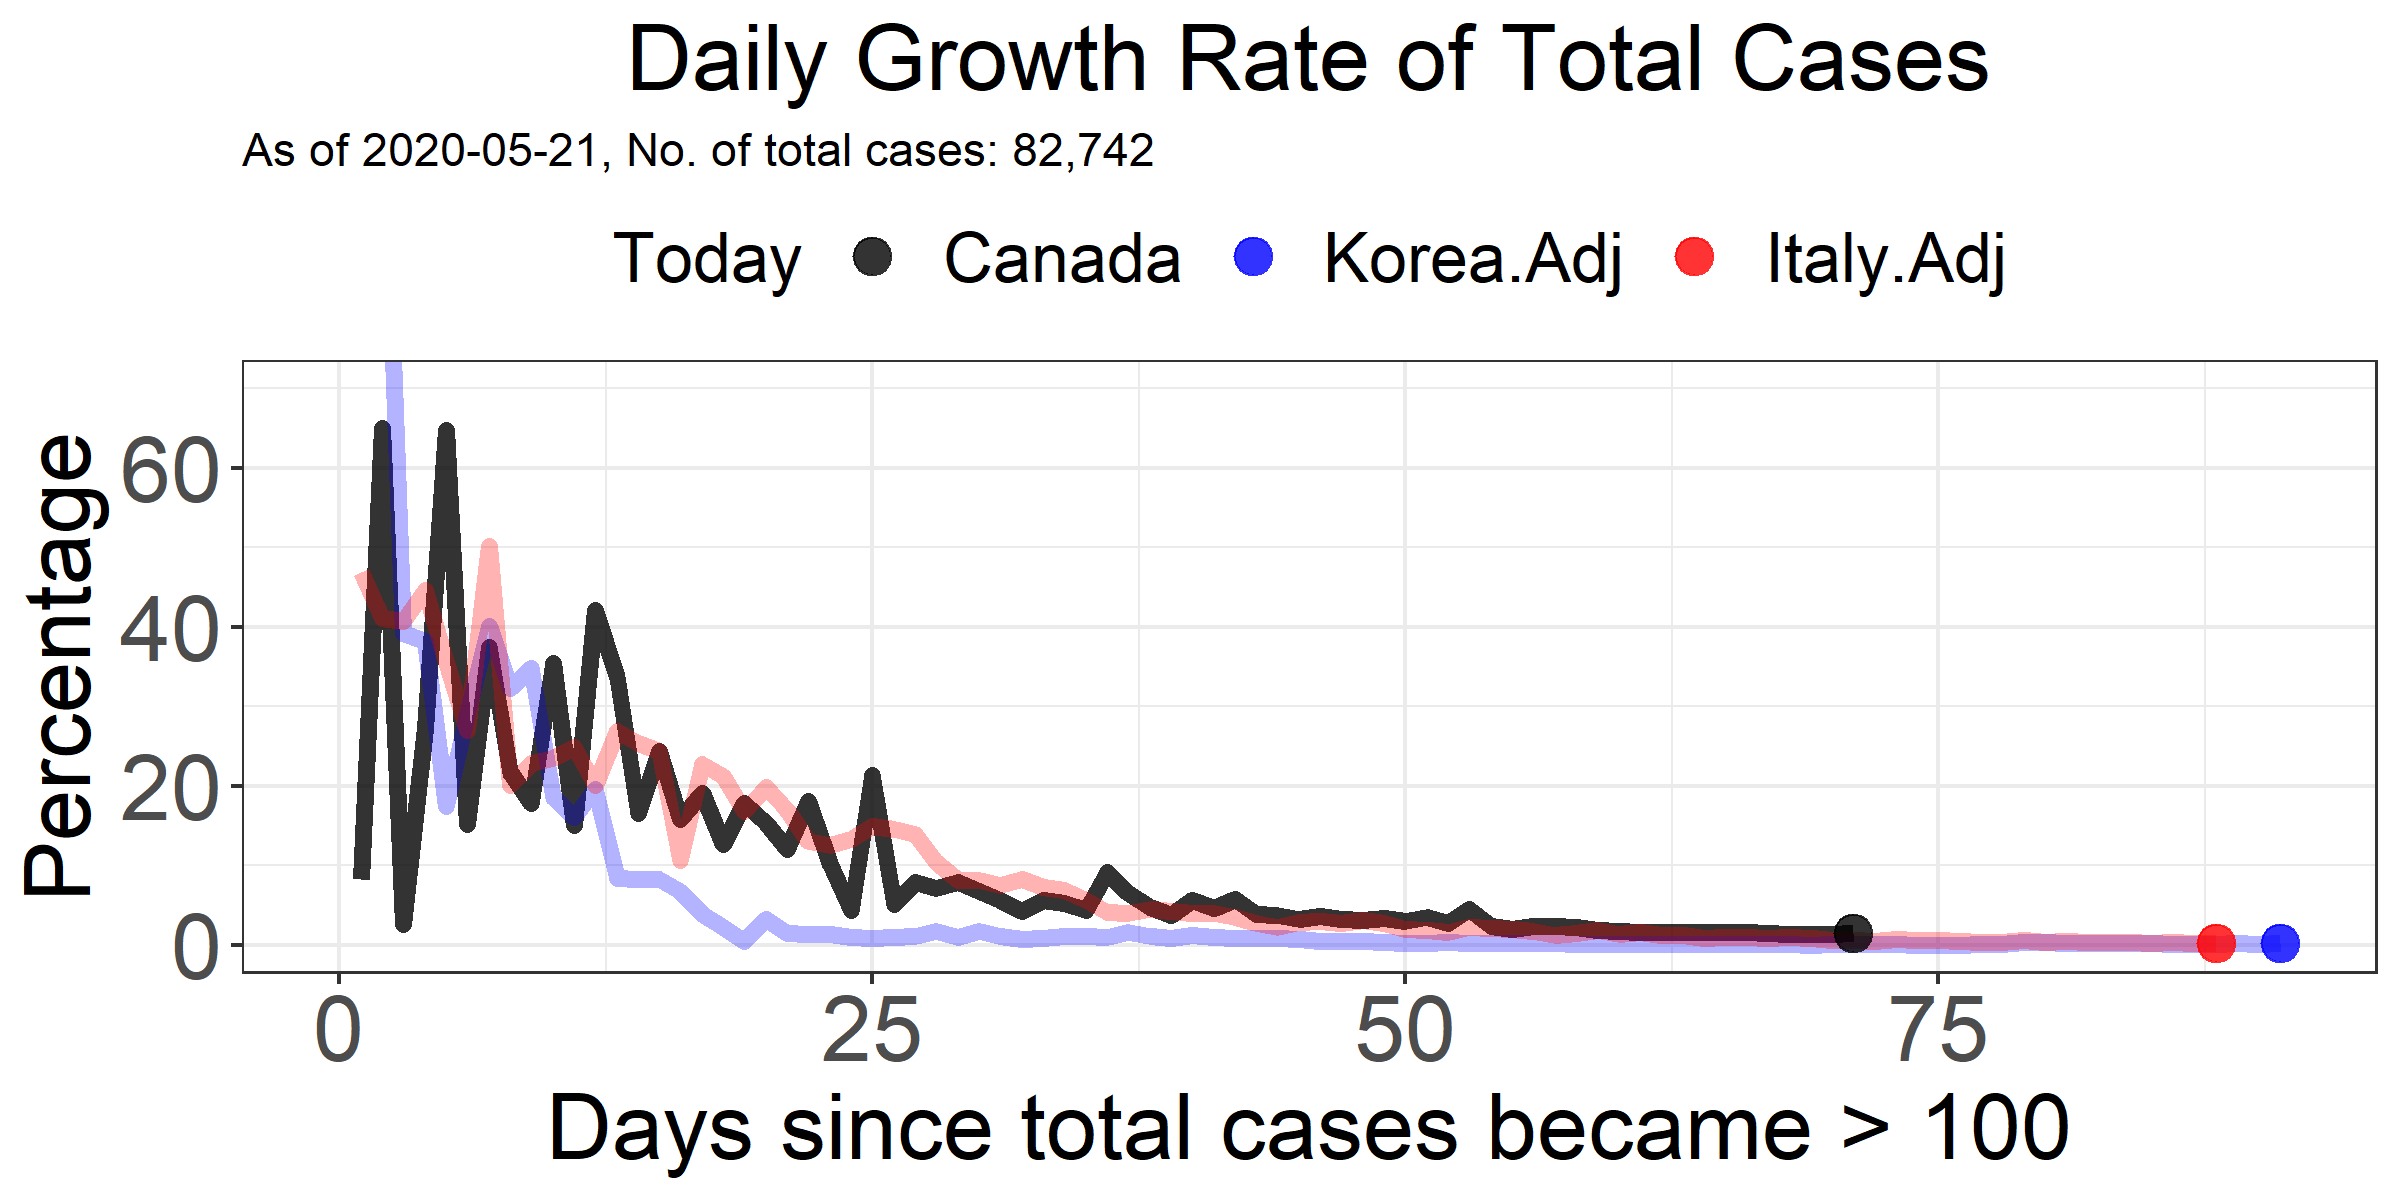 Daily Growth Rate of Total Cases
As of 2020-05-21, No. of total cases: 82,742
Today Canada Korea.Adj Italy.Adj
Percentage
60
40
20
0
0 25 50 75
Days since total cases became > 100